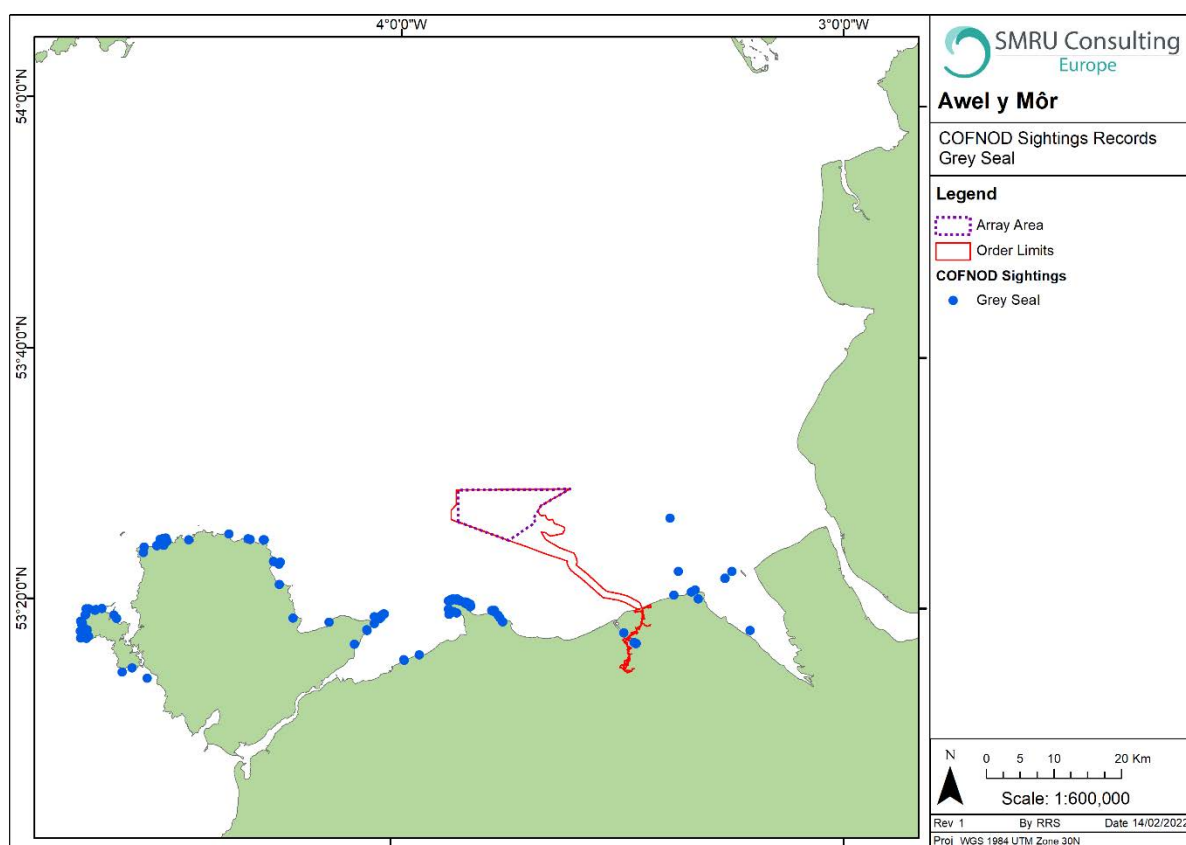 4°0'0"W
3°0'0"W
54°0'0"N
53°40'0"N
53°20'0"N
SMRU Consulting
Europe
Awel y Môr
COFNOD Sightings Records
Grey Seal
Legend
Array Area
Order Limits
COFNOD Sightings
Grey Seal
N
0 5 10 20 Km
Scale: 1:600,000
Rev 1 By RRS Date 14/02/2022
Proj WGS 1984 UTM Zone 30N